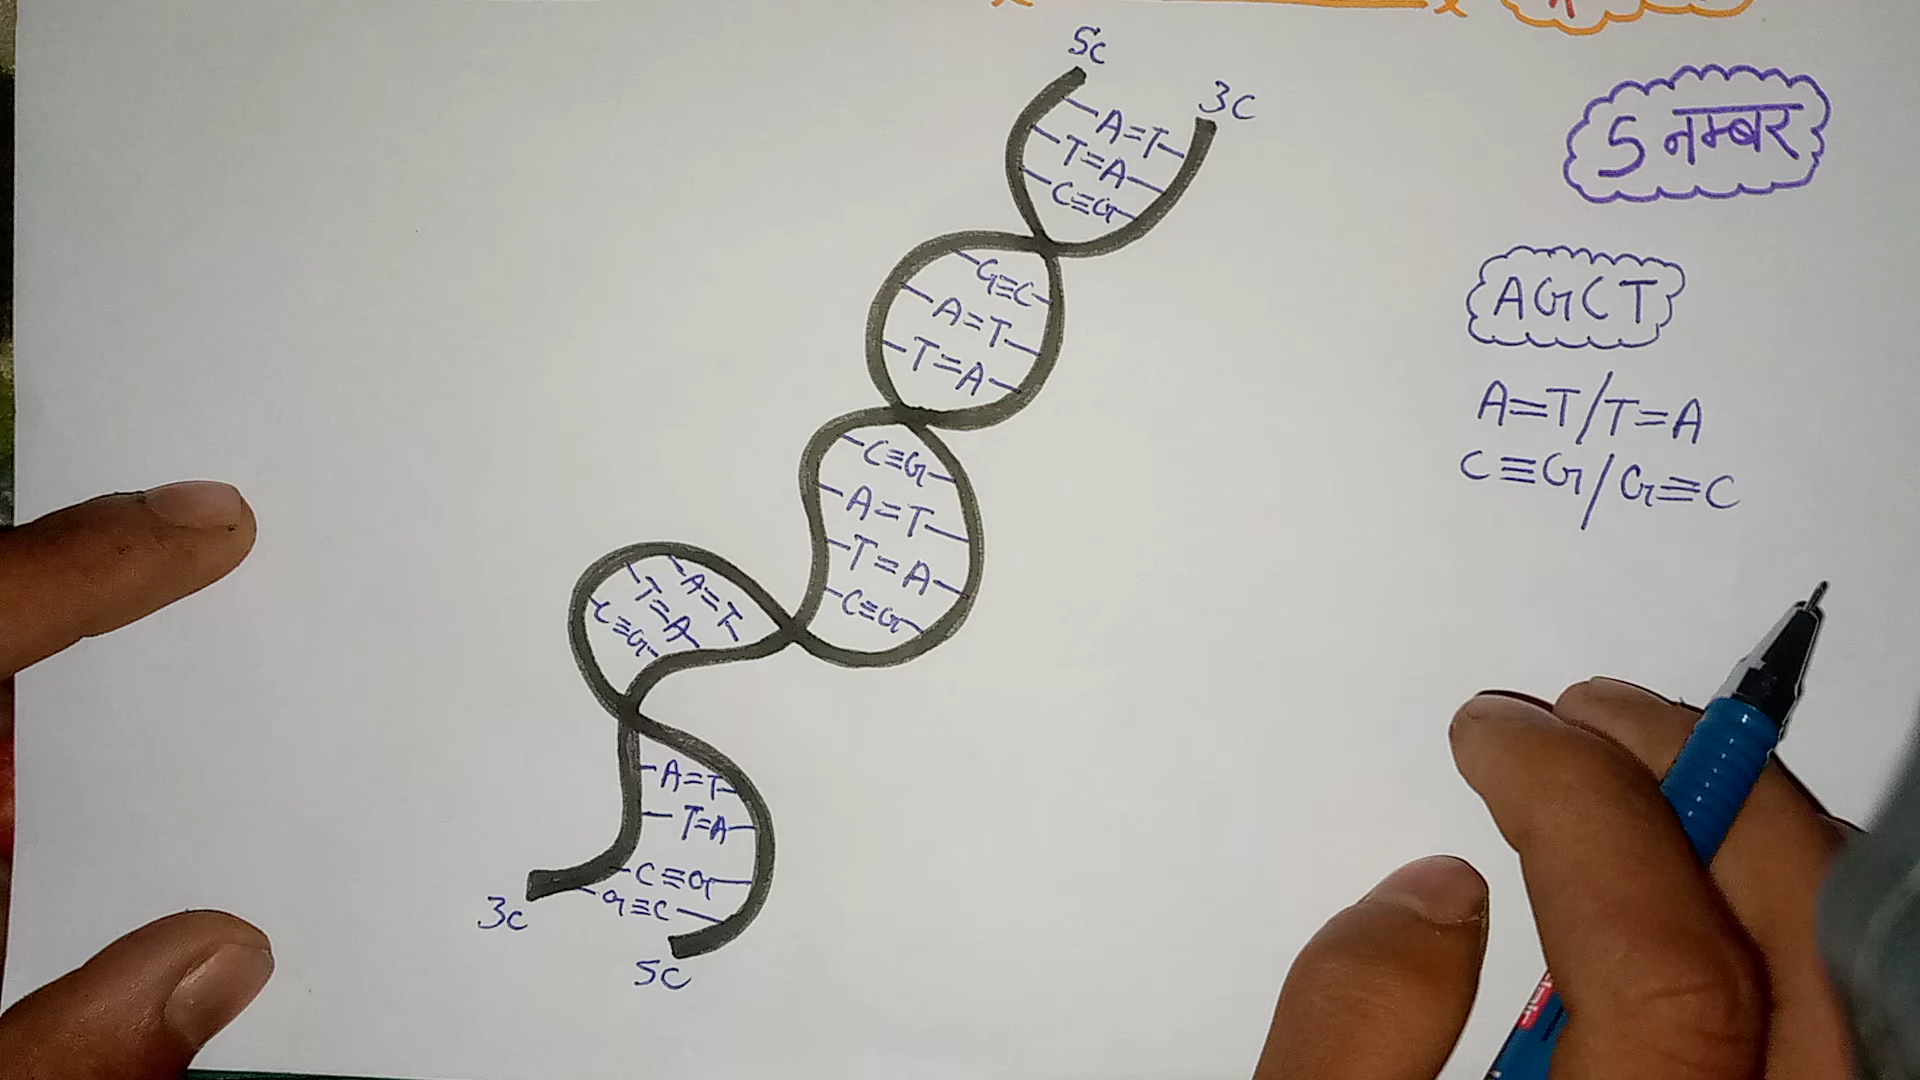 5C
3C
A=T
T=A
C≡G
G≡C
A=T
T=A
C≡G
A=T
T=A
C≡G
A=T
T=A
C≡G
A=T
T=A
C≡G
G≡C
3C
5C
5 नम्बर
AGCT
A=T/T=A
C≡G/G≡C